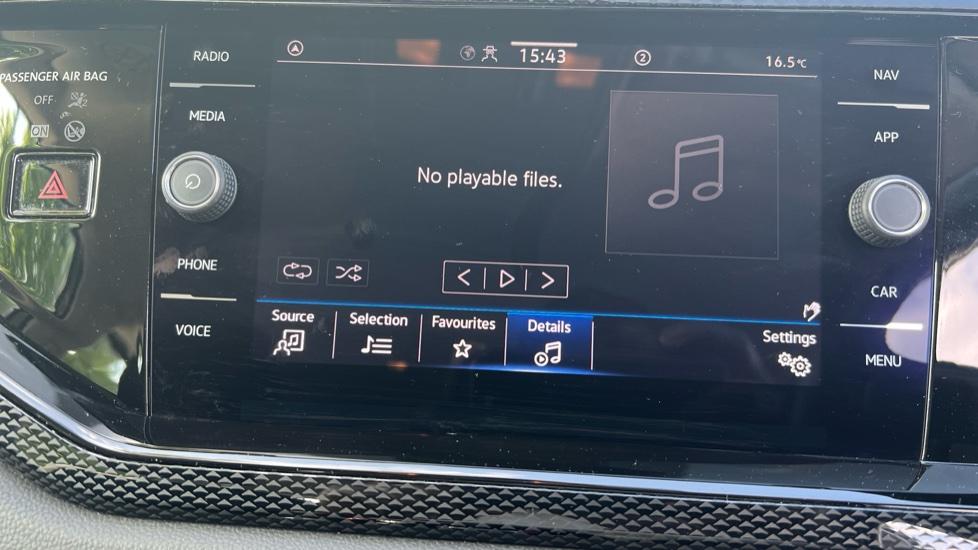 PASSENGER AIR BAG
OFF
ON
RADIO
MEDIA
PHONE
VOICE
15:43
2
16.5°C
No playable files.
Source
Selection
Favourites
Details
Settings
NAV
APP
CAR
MENU